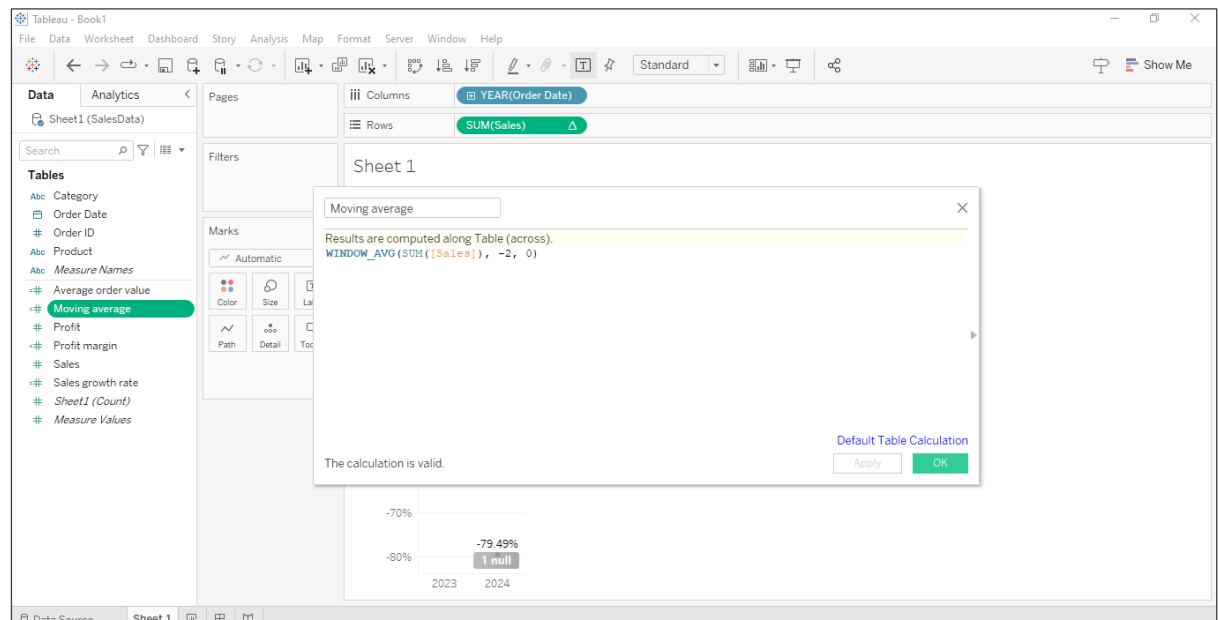 Tableau - Book1
File Data Worksheet Dashboard Story Analysis Map Format Server Window Help
Standard
Show Me
Data Analytics
Pages
Columns
YEAR(Order Date)
Sheet1 (SalesData)
Rows
SUM(Sales)
Search
Filters
Sheet 1
Tables
Abc Category
Order Date
# Order ID
Abc Product
Abc Measure Names
=# Average order value
=# Moving average
# Profit
=# Profit margin
# Sales
=# Sales growth rate
# Sheet1 (Count)
# Measure Values
Marks
Automatic
Color Size
Path Detail
Moving average
Results are computed along Table (across).
WINDOW_AVG(SUM([Sales]), -2, 0)
Default Table Calculation
The calculation is valid.
Apply OK
-70%
-79.49%
-80%
1 null
2023 2024
Data Source Sheet 1